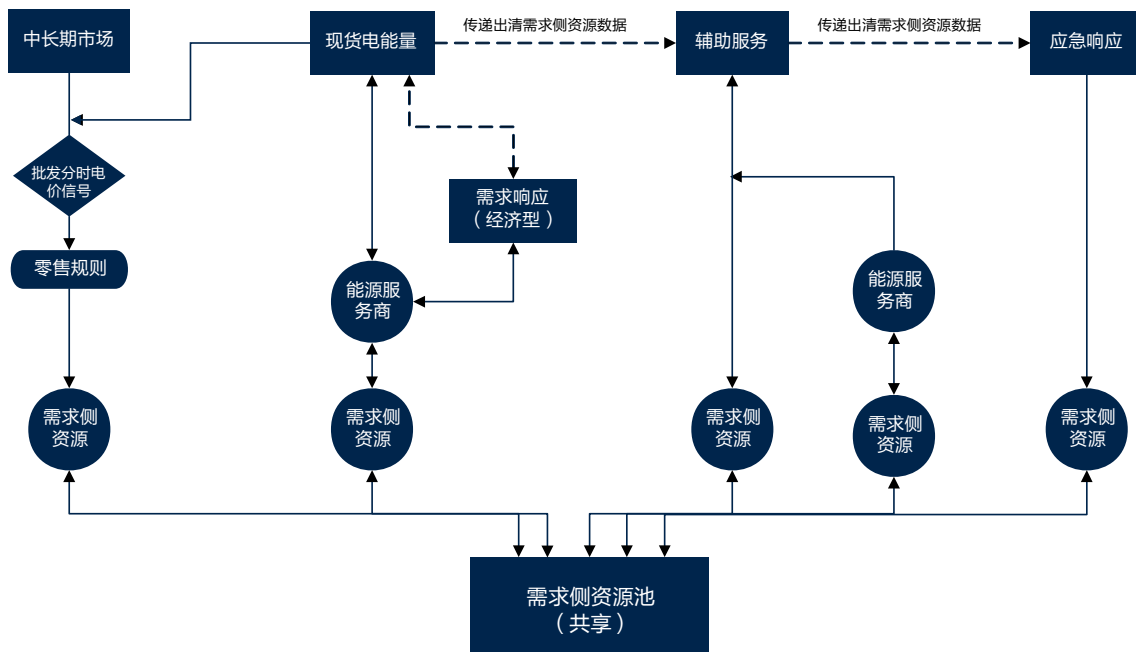 中长期市场
现货电能量
传递出清需求侧资源数据
辅助服务
传递出清需求侧资源数据
应急响应
批发分时电
价信号
需求响应
（经济型）
零售规则
能源服
务商
能源服
务商
需求侧
资源
需求侧
资源
需求侧
资源
需求侧
资源
需求侧
资源
需求侧资源池
（共享）